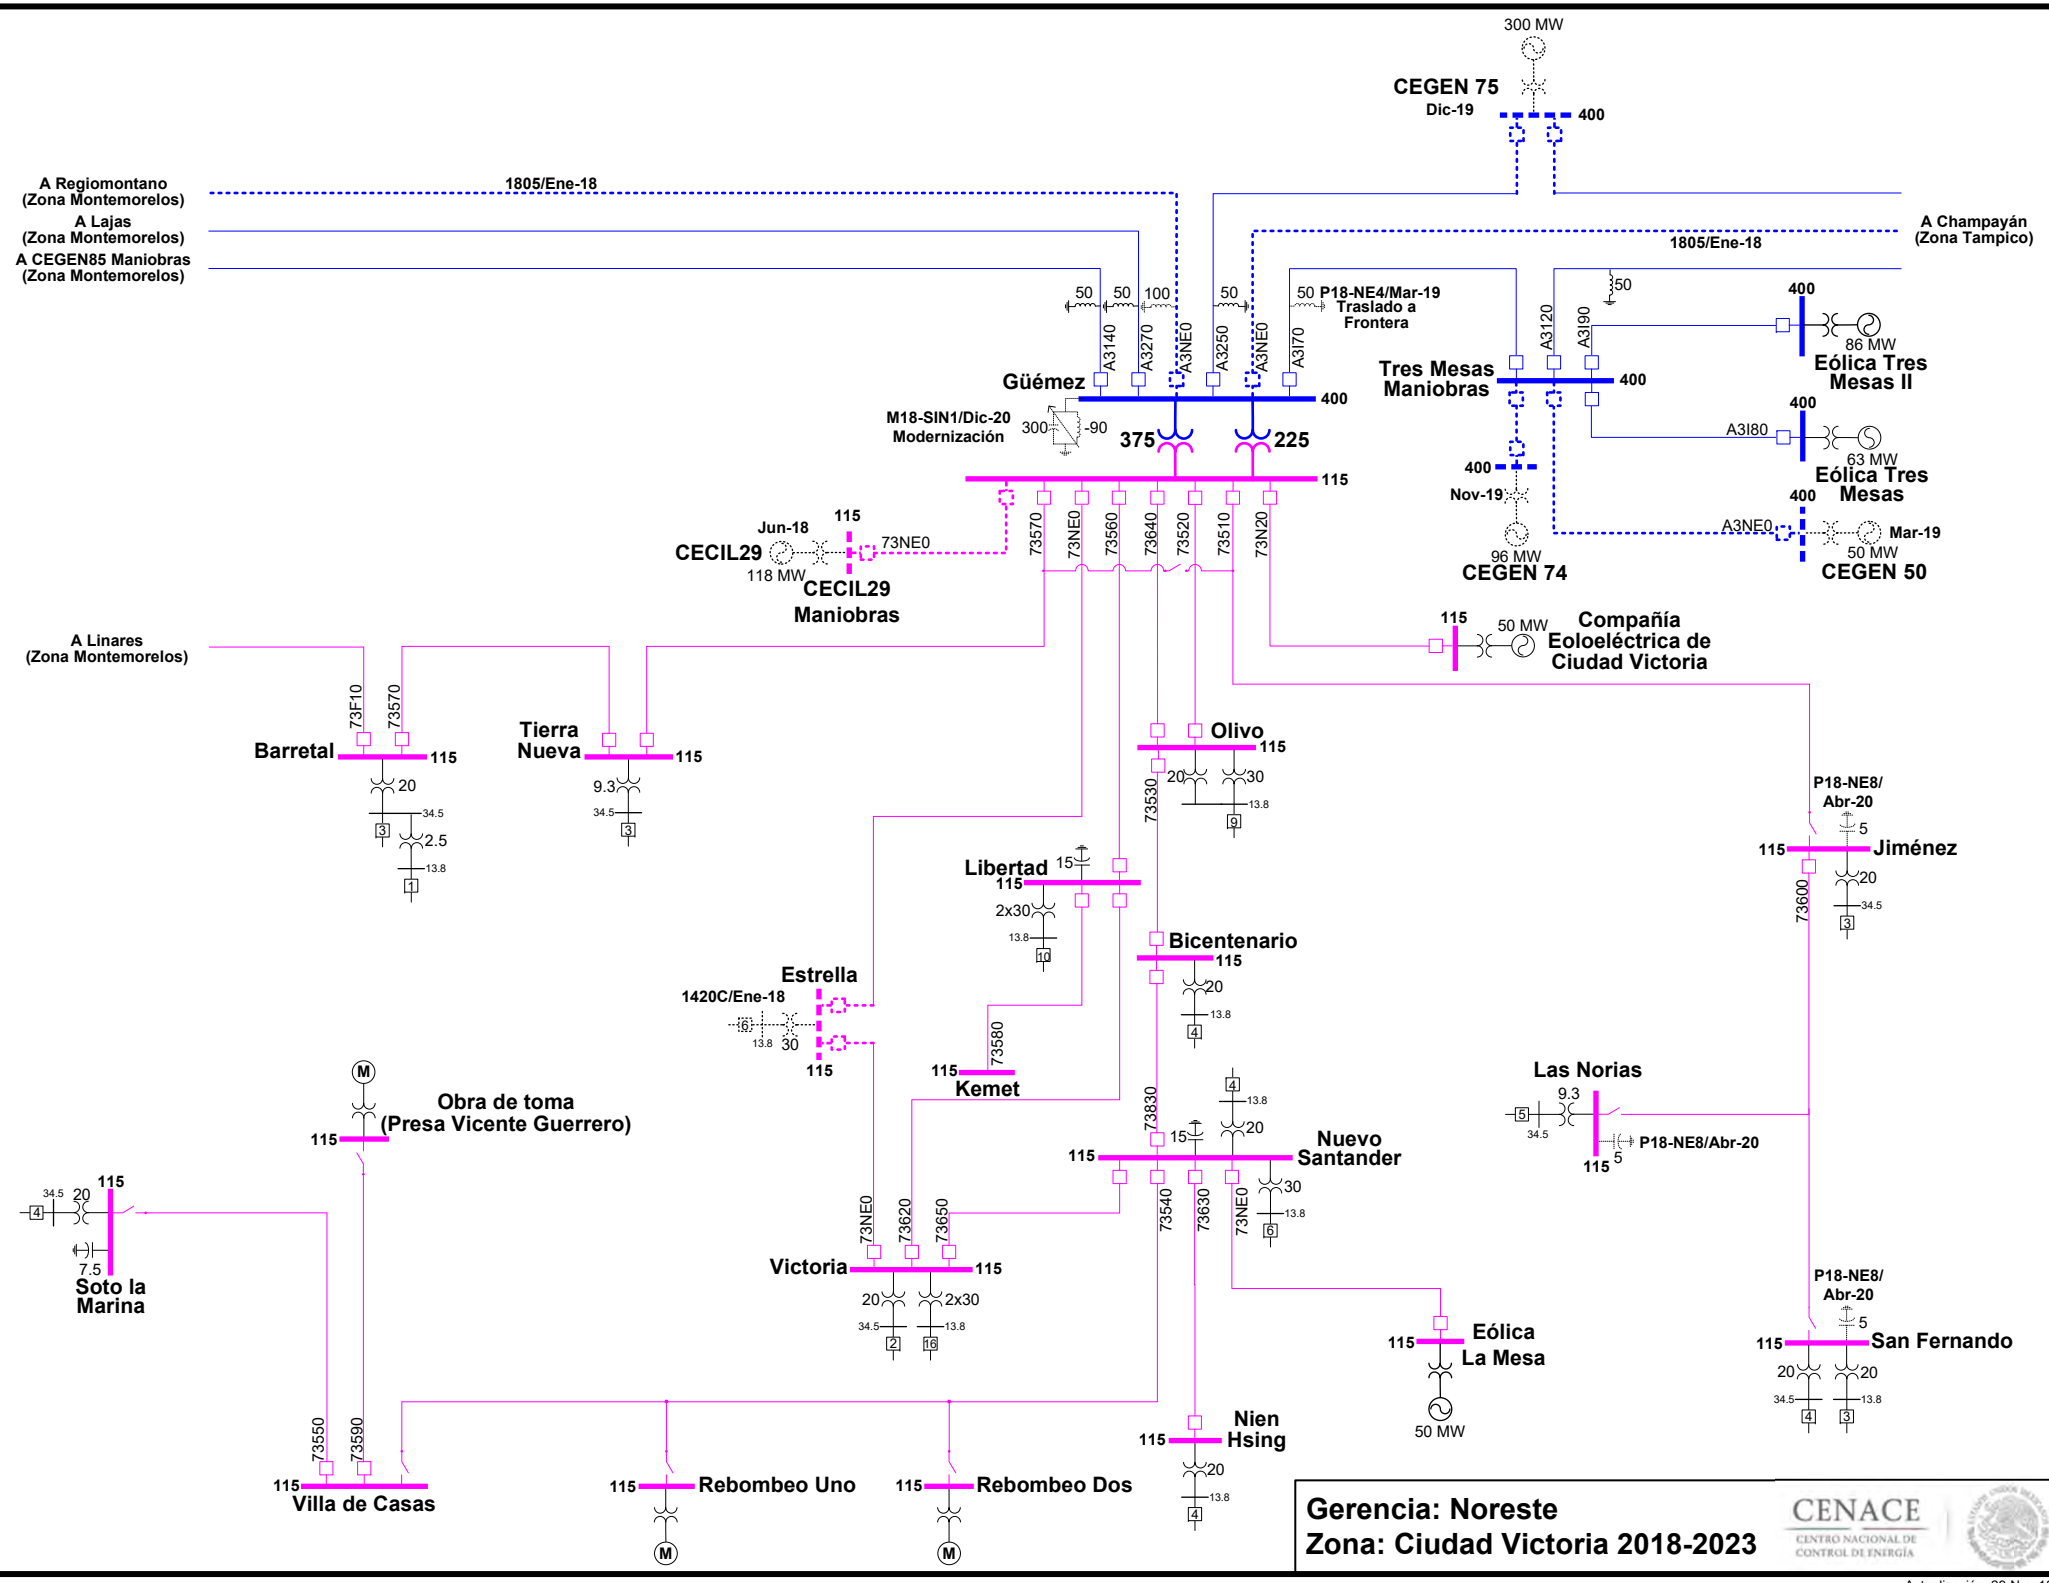 300 MW
CEGEN 75
Dic-19
400
A Regiomontano
(Zona Montemorelos)
1805/Ene-18
A Lajas
(Zona Montemorelos)
A Champayán
(Zona Tampico)
1805/Ene-18
A CEGEN85 Maniobras
(Zona Montemorelos)
50
50
100
50
50
P18-NE4/Mar-19
Traslado a
Frontera
50
A3140
A3270
A3NE0
A3250
A3NE0
A3I70
A3120
A3I90
400
86 MW
Eólica Tres
Mesas II
Güémez
400
Tres Mesas
Maniobras
400
M18-SIN1/Dic-20
Modernización
300
-90
375
225
400
A3I80
63 MW
Eólica Tres
Mesas
115
400
Nov-19
96 MW
CEGEN 74
400
A3NE0
Mar-19
50 MW
CEGEN 50
Jun-18
115
CECIL29
118 MW
73NE0
CECIL29
Maniobras
73570
73NE0
73560
73640
73520
73510
73N20
115
50 MW
Compañía
Eoloeléctrica de
Ciudad Victoria
A Linares
(Zona Montemorelos)
73F10
73570
Barretal
115
20
34.5
3
2.5
13.8
1
Tierra
Nueva
115
9.3
34.5
3
Olivo
115
20
30
13.8
9
73530
P18-NE8/
Abr-20
5
115
Jiménez
20
34.5
3
73600
Libertad
15
115
2x30
13.8
10
Bicentenario
115
20
13.8
4
Estrella
1420C/Ene-18
6
13.8
30
115
73580
115
Kemet
M
Obra de toma
(Presa Vicente Guerrero)
115
73830
4
13.8
20
15
Nuevo
Santander
115
30
13.8
6
Las Norias
9.3
5
34.5
P18-NE8/Abr-20
5
115
34.5
20
115
4
7.5
Soto la
Marina
73NE0
73620
73650
73540
73630
73NE0
Victoria
115
20
2x30
34.5
13.8
2
16
P18-NE8/
Abr-20
5
115
San Fernando
20
20
34.5
13.8
4
3
115
Eólica
La Mesa
50 MW
73550
73590
115
Villa de Casas
115
Rebombeo Uno
M
115
Rebombeo Dos
M
Nien
Hsing
115
20
13.8
4
Gerencia: Noreste
Zona: Ciudad Victoria 2018-2023
CENACE
CENTRO NACIONAL DE
CONTROL DE ENERGÍA